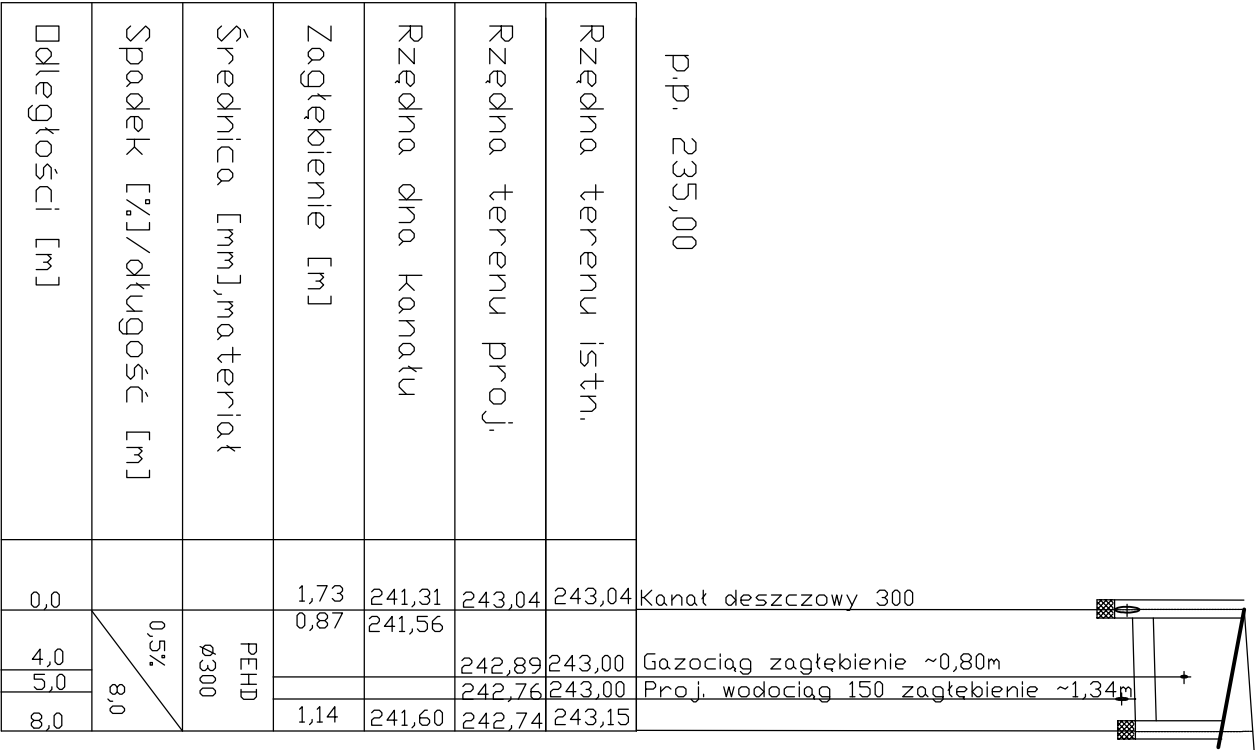 p.p. 235,00
Rzędna terenu istn.
Rzędna terenu proj.
Rzędna dna kanału
Zagłębienie [m]
Średnica [mm],materiał
Spadek [%]/długość [m]
Odległości [m]
0,0
1,73
241,31
243,04
243,04
Kanał deszczowy 300
0,87
241,56
4,0
242,89
243,00
Gazociąg zagłębienie ~0,80m
5,0
242,76
243,00
Proj. wodociąg 150 zagłębienie ~1,34m
8,0
1,14
241,60
242,74
243,15
0,5%
8,0
PEHD
ø300